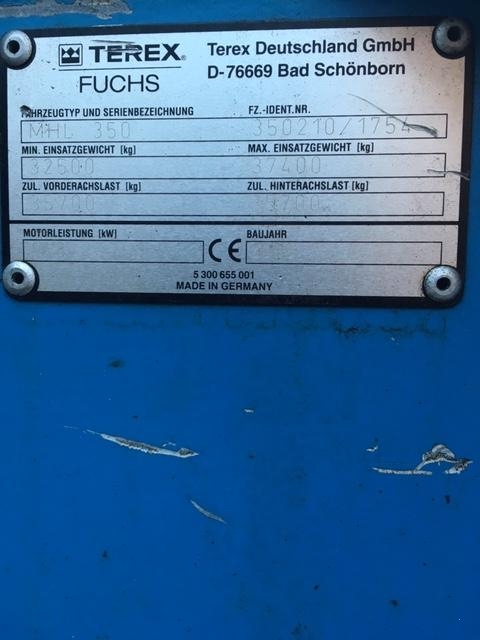 TEREX®
FUCHS
Terex Deutschland GmbH
D-76669 Bad Schönborn
FAHRZEUGTYP UND SERIENBEZEICHNUNG
FZ.-IDENT.NR.
MHL 350
350210/1754
MIN. EINSATZGEWICHT [kg]
MAX. EINSATZGEWICHT [kg]
32500
37400
ZUL. VORDERACHSLAST [kg]
ZUL. HINTERACHSLAST [kg]
35700
MOTORLEISTUNG [kW]
CE
BAUJAHR
5 300 655 001
MADE IN GERMANY